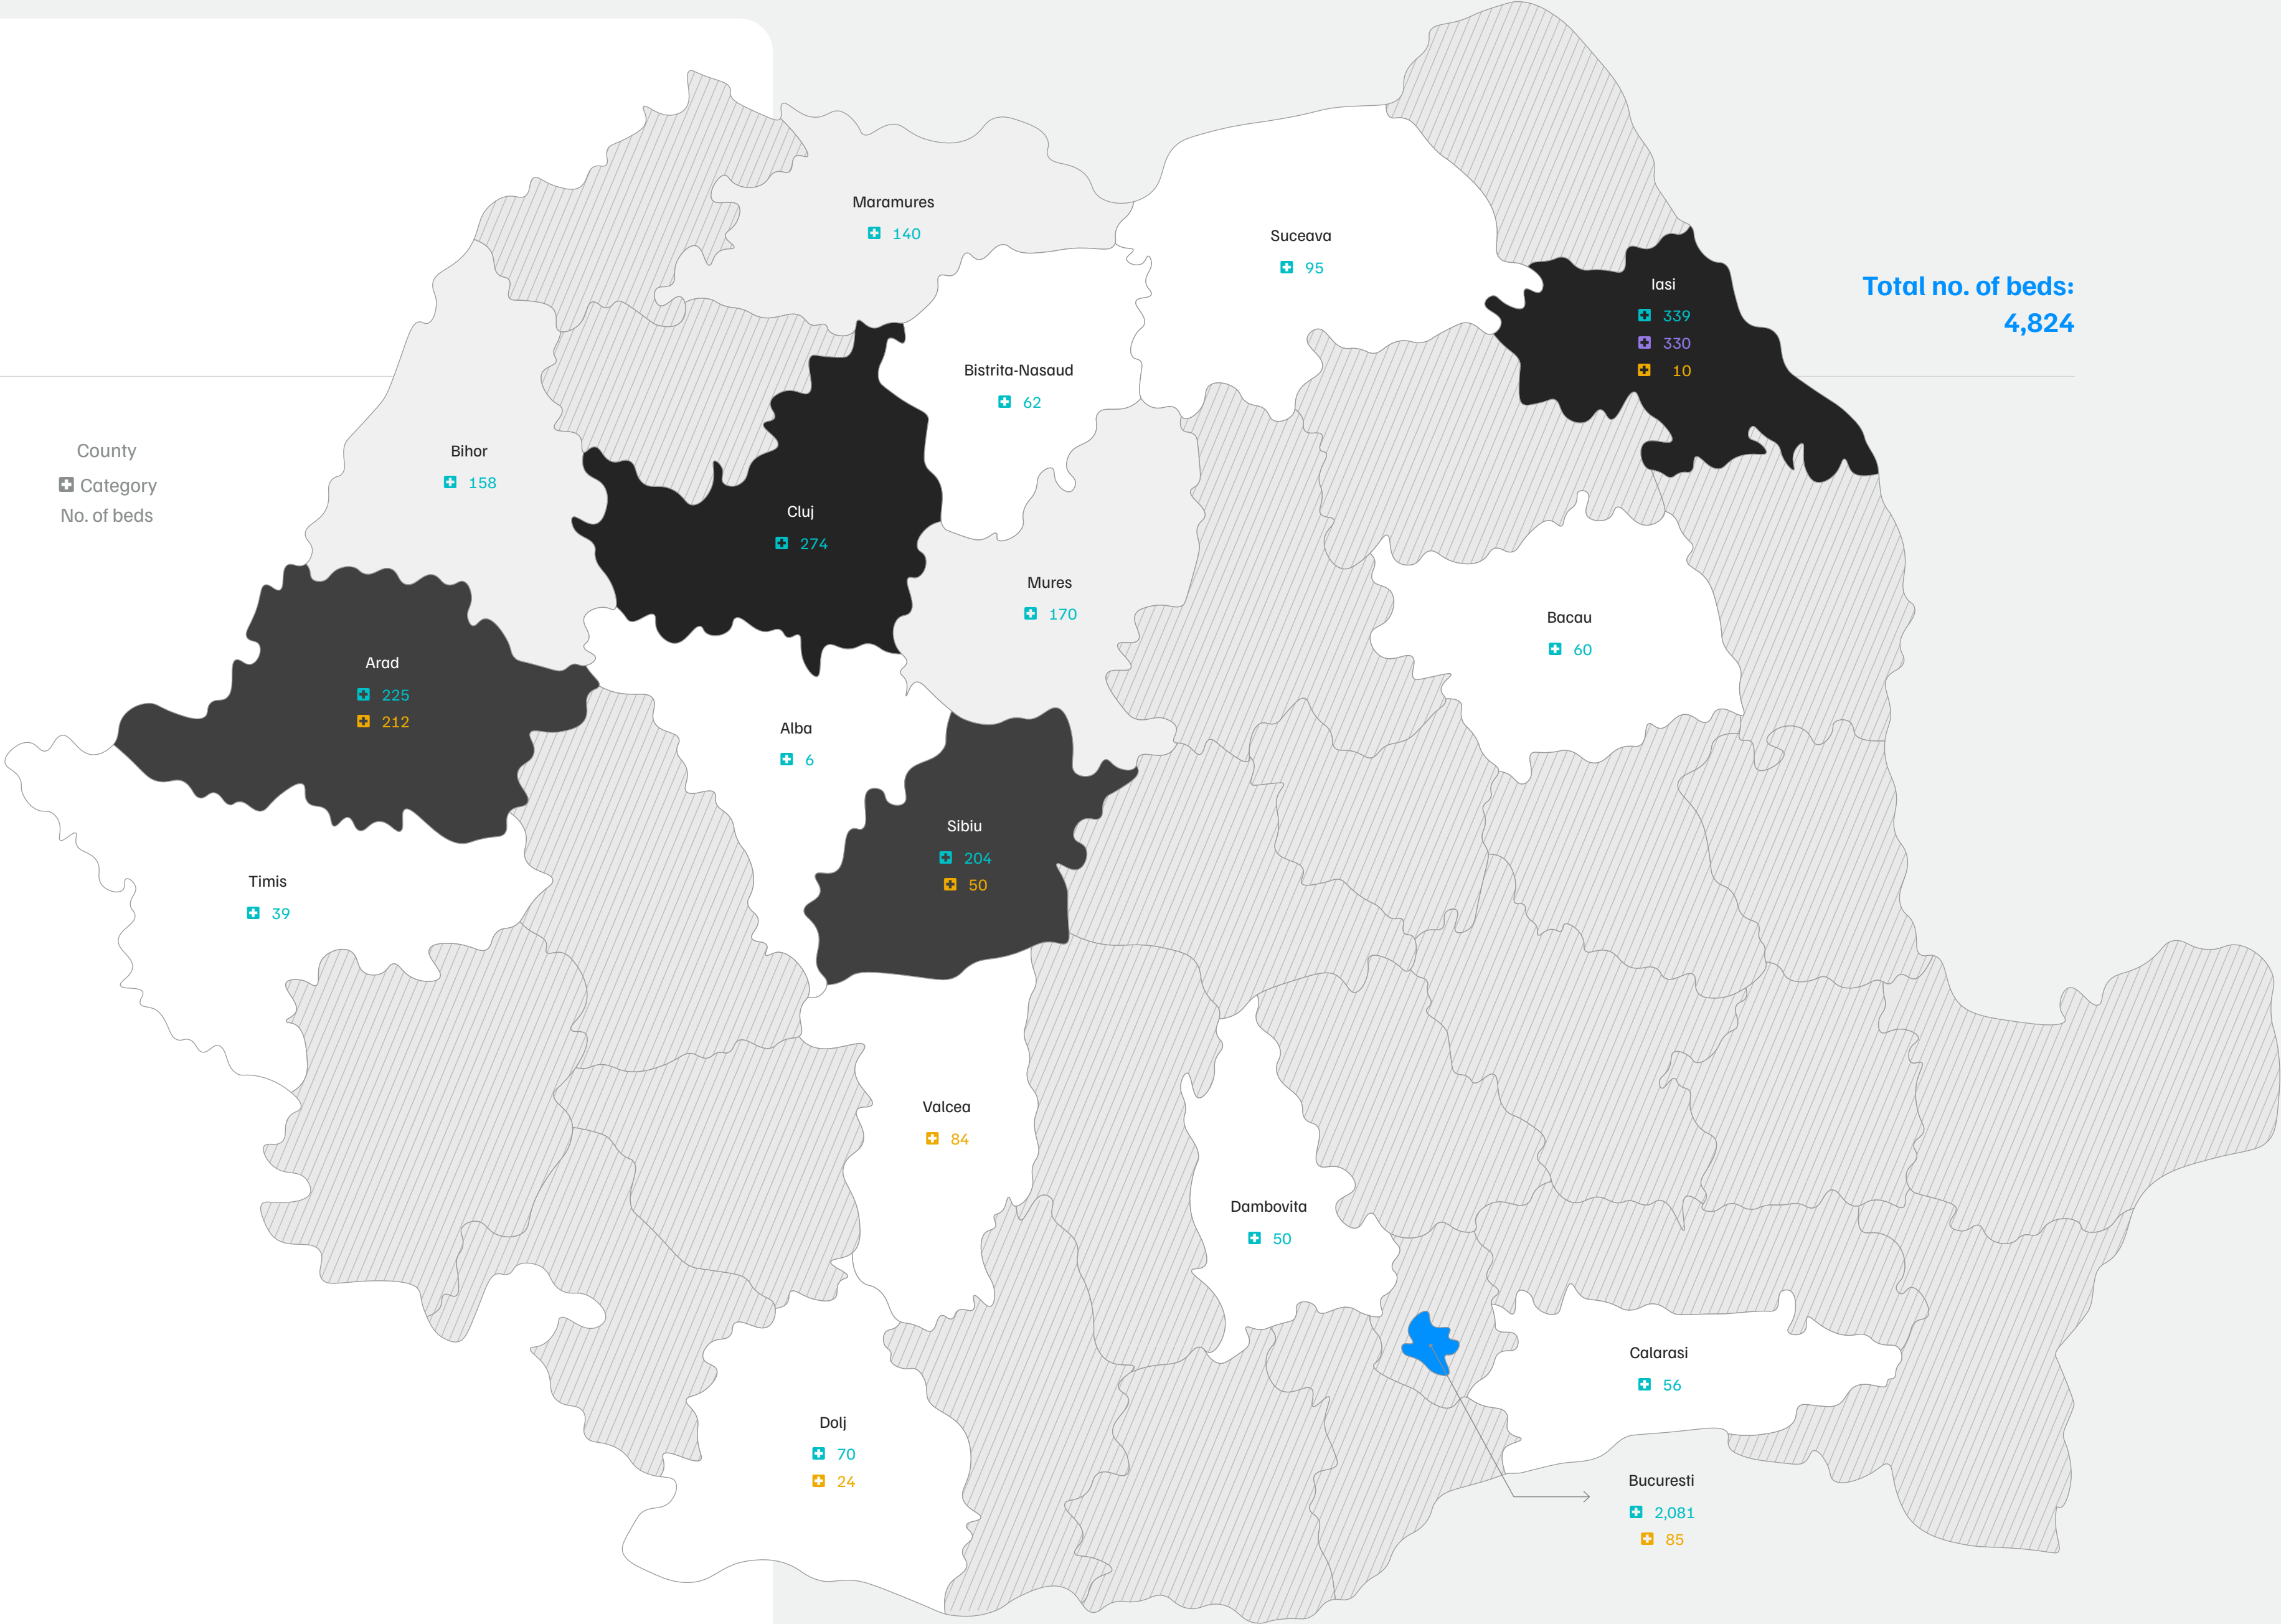 Maramures
140
Suceava
95
Iasi
339
330
10
Total no. of beds:
4,824
Bistrita-Nasaud
62
County
Category
No. of beds
Bihor
158
Cluj
274
Mures
170
Bacau
60
Arad
225
212
Alba
6
Sibiu
204
50
Timis
39
Valcea
84
Dambovita
50
Calarasi
56
Dolj
70
24
Bucuresti
2,081
85